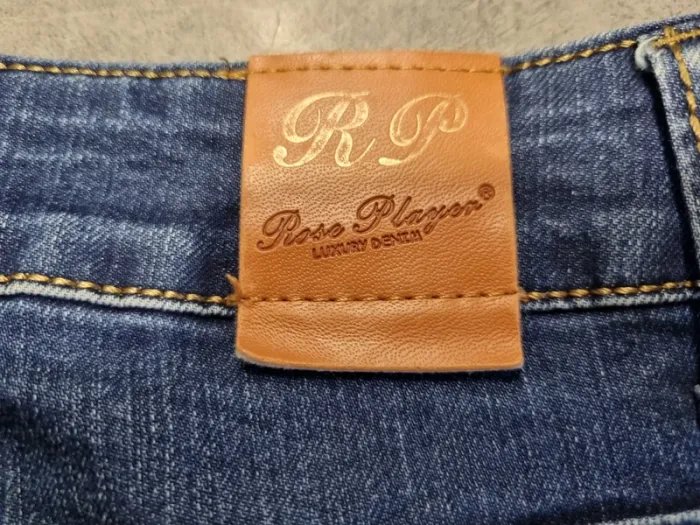 RP
Rose Player®
LUXURY DENIM